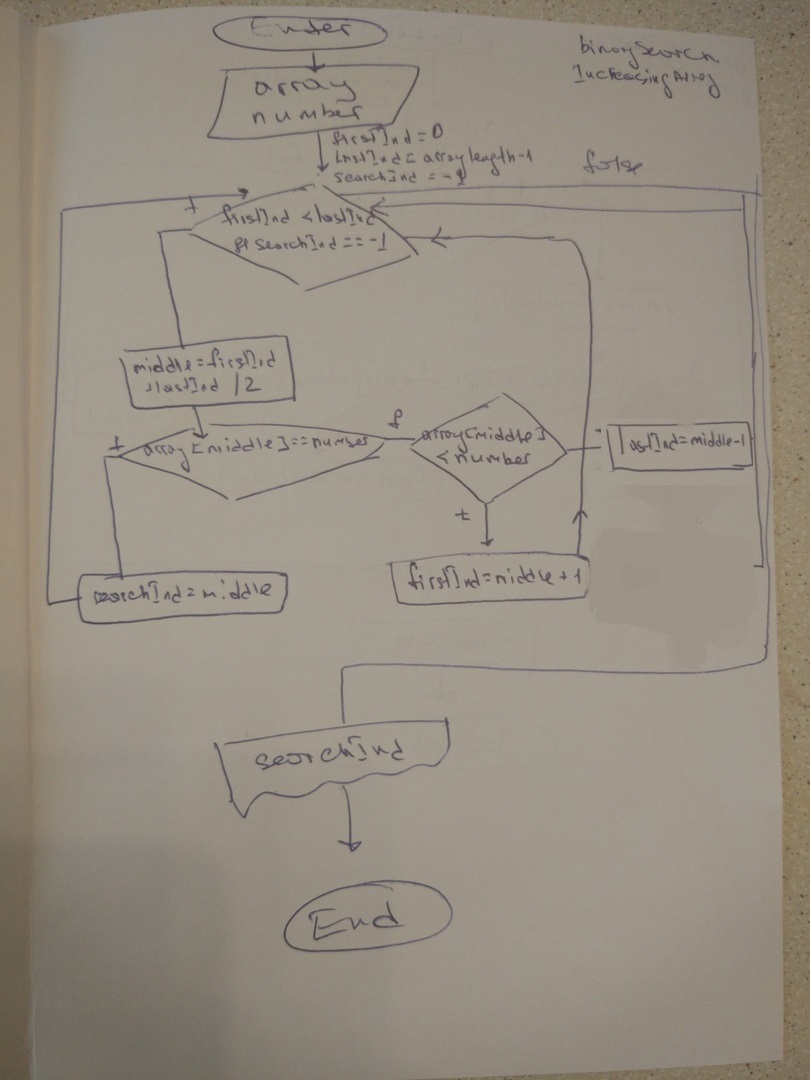 Enter
binarySearch
IncreasingArray
array
number
firstInd = 0
lastInd = array length-1
searchInd = -1
false
t
firstInd < lastInd
&& searchInd == -1
middle = firstInd
+ lastInd / 2
t
array[middle] == number
f
array[middle]
< number
lastInd = middle-1
t
searchInd = middle
firstInd = middle + 1
searchInd
End